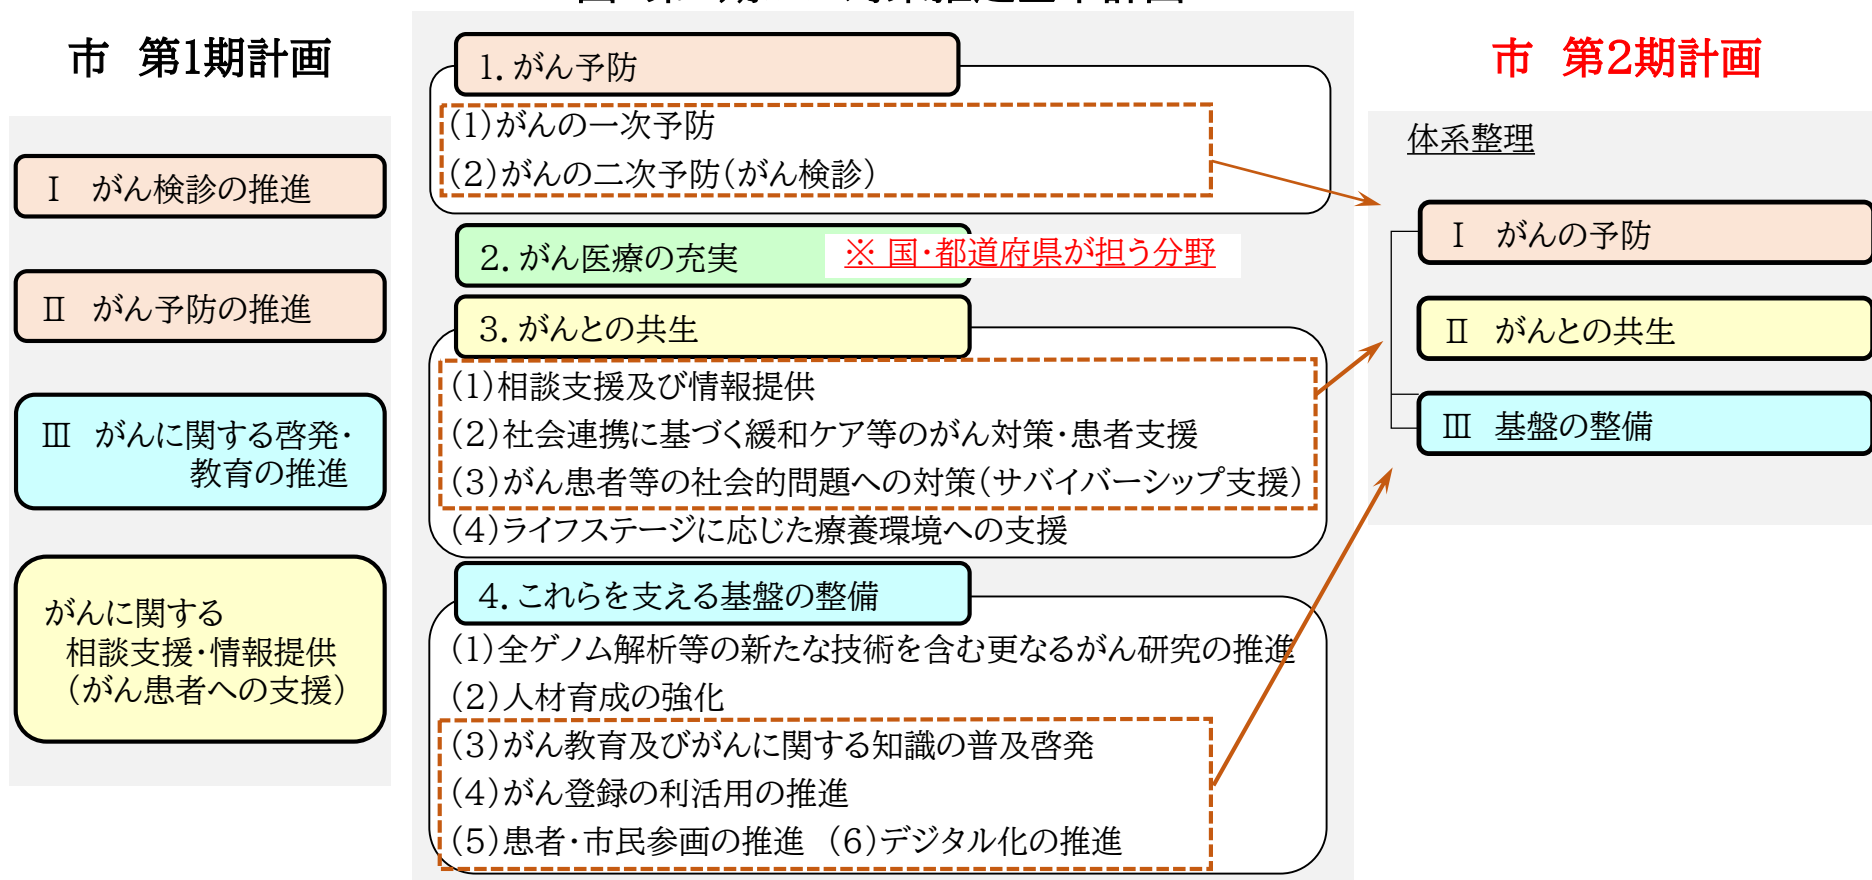 市 第1期計画
Ⅰ がん検診の推進
Ⅱ がん予防の推進
Ⅲ がんに関する啓発・
教育の推進
がんに関する
相談支援・情報提供
（がん患者への支援）
1．がん予防
（1）がんの一次予防
（2）がんの二次予防（がん検診）
2．がん医療の充実
※ 国・都道府県が担う分野
3．がんとの共生
（1）相談支援及び情報提供
（2）社会連携に基づく緩和ケア等のがん対策・患者支援
（3）がん患者等の社会的問題への対策（サバイバーシップ支援）
（4）ライフステージに応じた療養環境への支援
4．これらを支える基盤の整備
（1）全ゲノム解析等の新たな技術を含む更なるがん研究の推進
（2）人材育成の強化
（3）がん教育及びがんに関する知識の普及啓発
（4）がん登録の利活用の推進
（5）患者・市民参画の推進 （6）デジタル化の推進
市 第2期計画
体系整理
Ⅰ がんの予防
Ⅱ がんとの共生
Ⅲ 基盤の整備